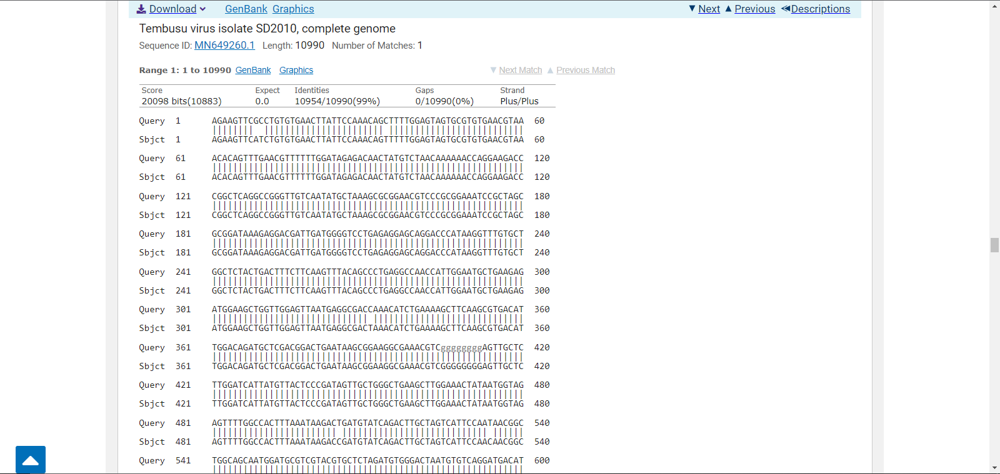 Download GenBank Graphics Next Previous Descriptions
Tembusu virus isolate SD2010, complete genome
Sequence ID: MN649260.1 Length: 10990 Number of Matches: 1
Range 1: 1 to 10990 GenBank Graphics Next Match Previous Match
Score Expect Identities Gaps Strand
20098 bits(10883) 0.0 10954/10990(99%) 0/10990(0%) Plus/Plus
Query 1 AGAAGTTCGCCTGTGTGAACTTATTCCAAACAGCTTTTGGAGTAGTGCGTGTGAACGTAA 60
Sbjct 1 AGAAGTTCATCTGTGTGAACTTATTCCAAACAGTTTTTGGAGTAGTGCGTGTGAACGTAA 60
Query 61 ACACAGTTTGAACGTTTTTTGGATAGAGACAACTATGTCTAACAAAAAACCAGGAAGACC 120
Sbjct 61 ACACAGTTTGAACGTTTTTTGGATAGAGACAACTATGTCTAACAAAAAACCAGGAAGACC 120
Query 121 CGGCTCAGGCCGGGTTGTCAATATGCTAAAGCGCGGAACGTCCCGCGGAAATCCGCTAGC 180
Sbjct 121 CGGCTCAGGCCGGGTTGTCAATATGCTAAAGCGCGGAACGTCCCGCGGAAATCCGCTAGC 180
Query 181 GCGGATAAAGAGGACGATTGATGGGGTCCTGAGAGGAGCAGGACCCATAAGGTTTGTGCT 240
Sbjct 181 GCGGATAAAGAGGACGATTGATGGGGTCCTGAGAGGAGCAGGACCCATAAGGTTTGTGCT 240
Query 241 GGCTCTACTGACTTTCTTCAAGTTTACAGCCCTGAGGCCAACCATTGGAATGCTGAAGAG 300
Sbjct 241 GGCTCTACTGACTTTCTTCAAGTTTACAGCCCTGAGGCCAACCATTGGAATGCTGAAGAG 300
Query 301 ATGGAAGCTGGTTGGAGTTAATGAGGCGACCAAACATCTGAAAAGCTTCAAGCGTGACAT 360
Sbjct 301 ATGGAAGCTGGTTGGAGTTAATGAGGCGACTAAACATCTGAAAAGCTTCAAGCGTGACAT 360
Query 361 TGGACAGATGCTCGACGGACTGAATAAGCGGAAGGCGAAACGTCggggggggAGTTGCTC 420
Sbjct 361 TGGACAGATGCTCGACGGACTGAATAAGCGGAAGGCGAAACGTCGGGGGGGGAGTTGCTC 420
Query 421 TTGGATCATTATGTTACTCCCGATAGTTGCTGGGCTGAAGCTTGGAAACTATAATGGTAG 480
Sbjct 421 TTGGATCATTATGTTACTCCCGATAGTTGCTGGGCTGAAGCTTGGAAACTATAATGGTAG 480
Query 481 AGTTTTGGCCACTTTAAATAAGACTGATGTATCAGACTTGCTAGTCATTCCAATAACGGC 540
Sbjct 481 AGTTTTGGCCACTTTAAATAAGACCGATGTATCAGACTTGCTAGTCATTCCAACAACGGC 540
Query 541 TGGCAGCAATGGATGCGTCGTACGTGCTCTAGATGTGGGACTAATGTGTCAGGATGACAT 600